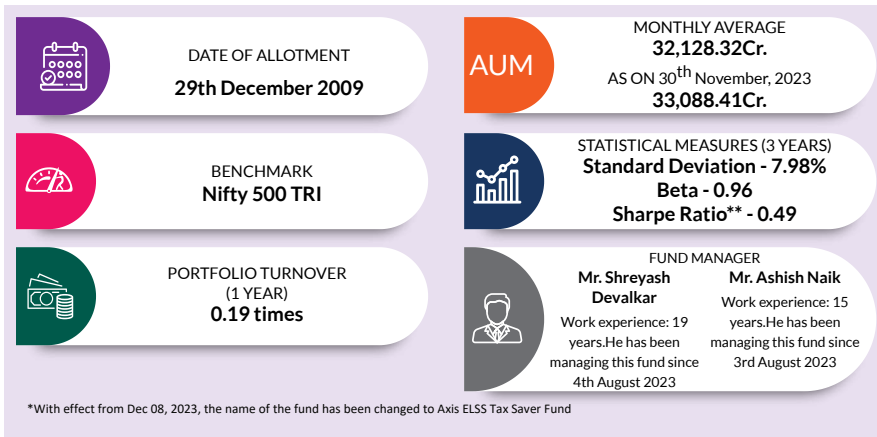 DATE OF ALLOTMENT
29th December 2009
AUM
MONTHLY AVERAGE
32,128.32Cr.
AS ON 30th November, 2023
33,088.41Cr.
BENCHMARK
Nifty 500 TRI
STATISTICAL MEASURES (3 YEARS)
Standard Deviation - 7.98%
Beta - 0.96
Sharpe Ratio** - 0.49
PORTFOLIO TURNOVER
(1 YEAR)
0.19 times
FUND MANAGER
Mr. Shreyash
Devalkar
Work experience: 19
years.He has been
managing this fund since
4th August 2023
Mr. Ashish Naik
Work experience: 15
years.He has been
managing this fund since
3rd August 2023
*With effect from Dec 08, 2023, the name of the fund has been changed to Axis ELSS Tax Saver Fund